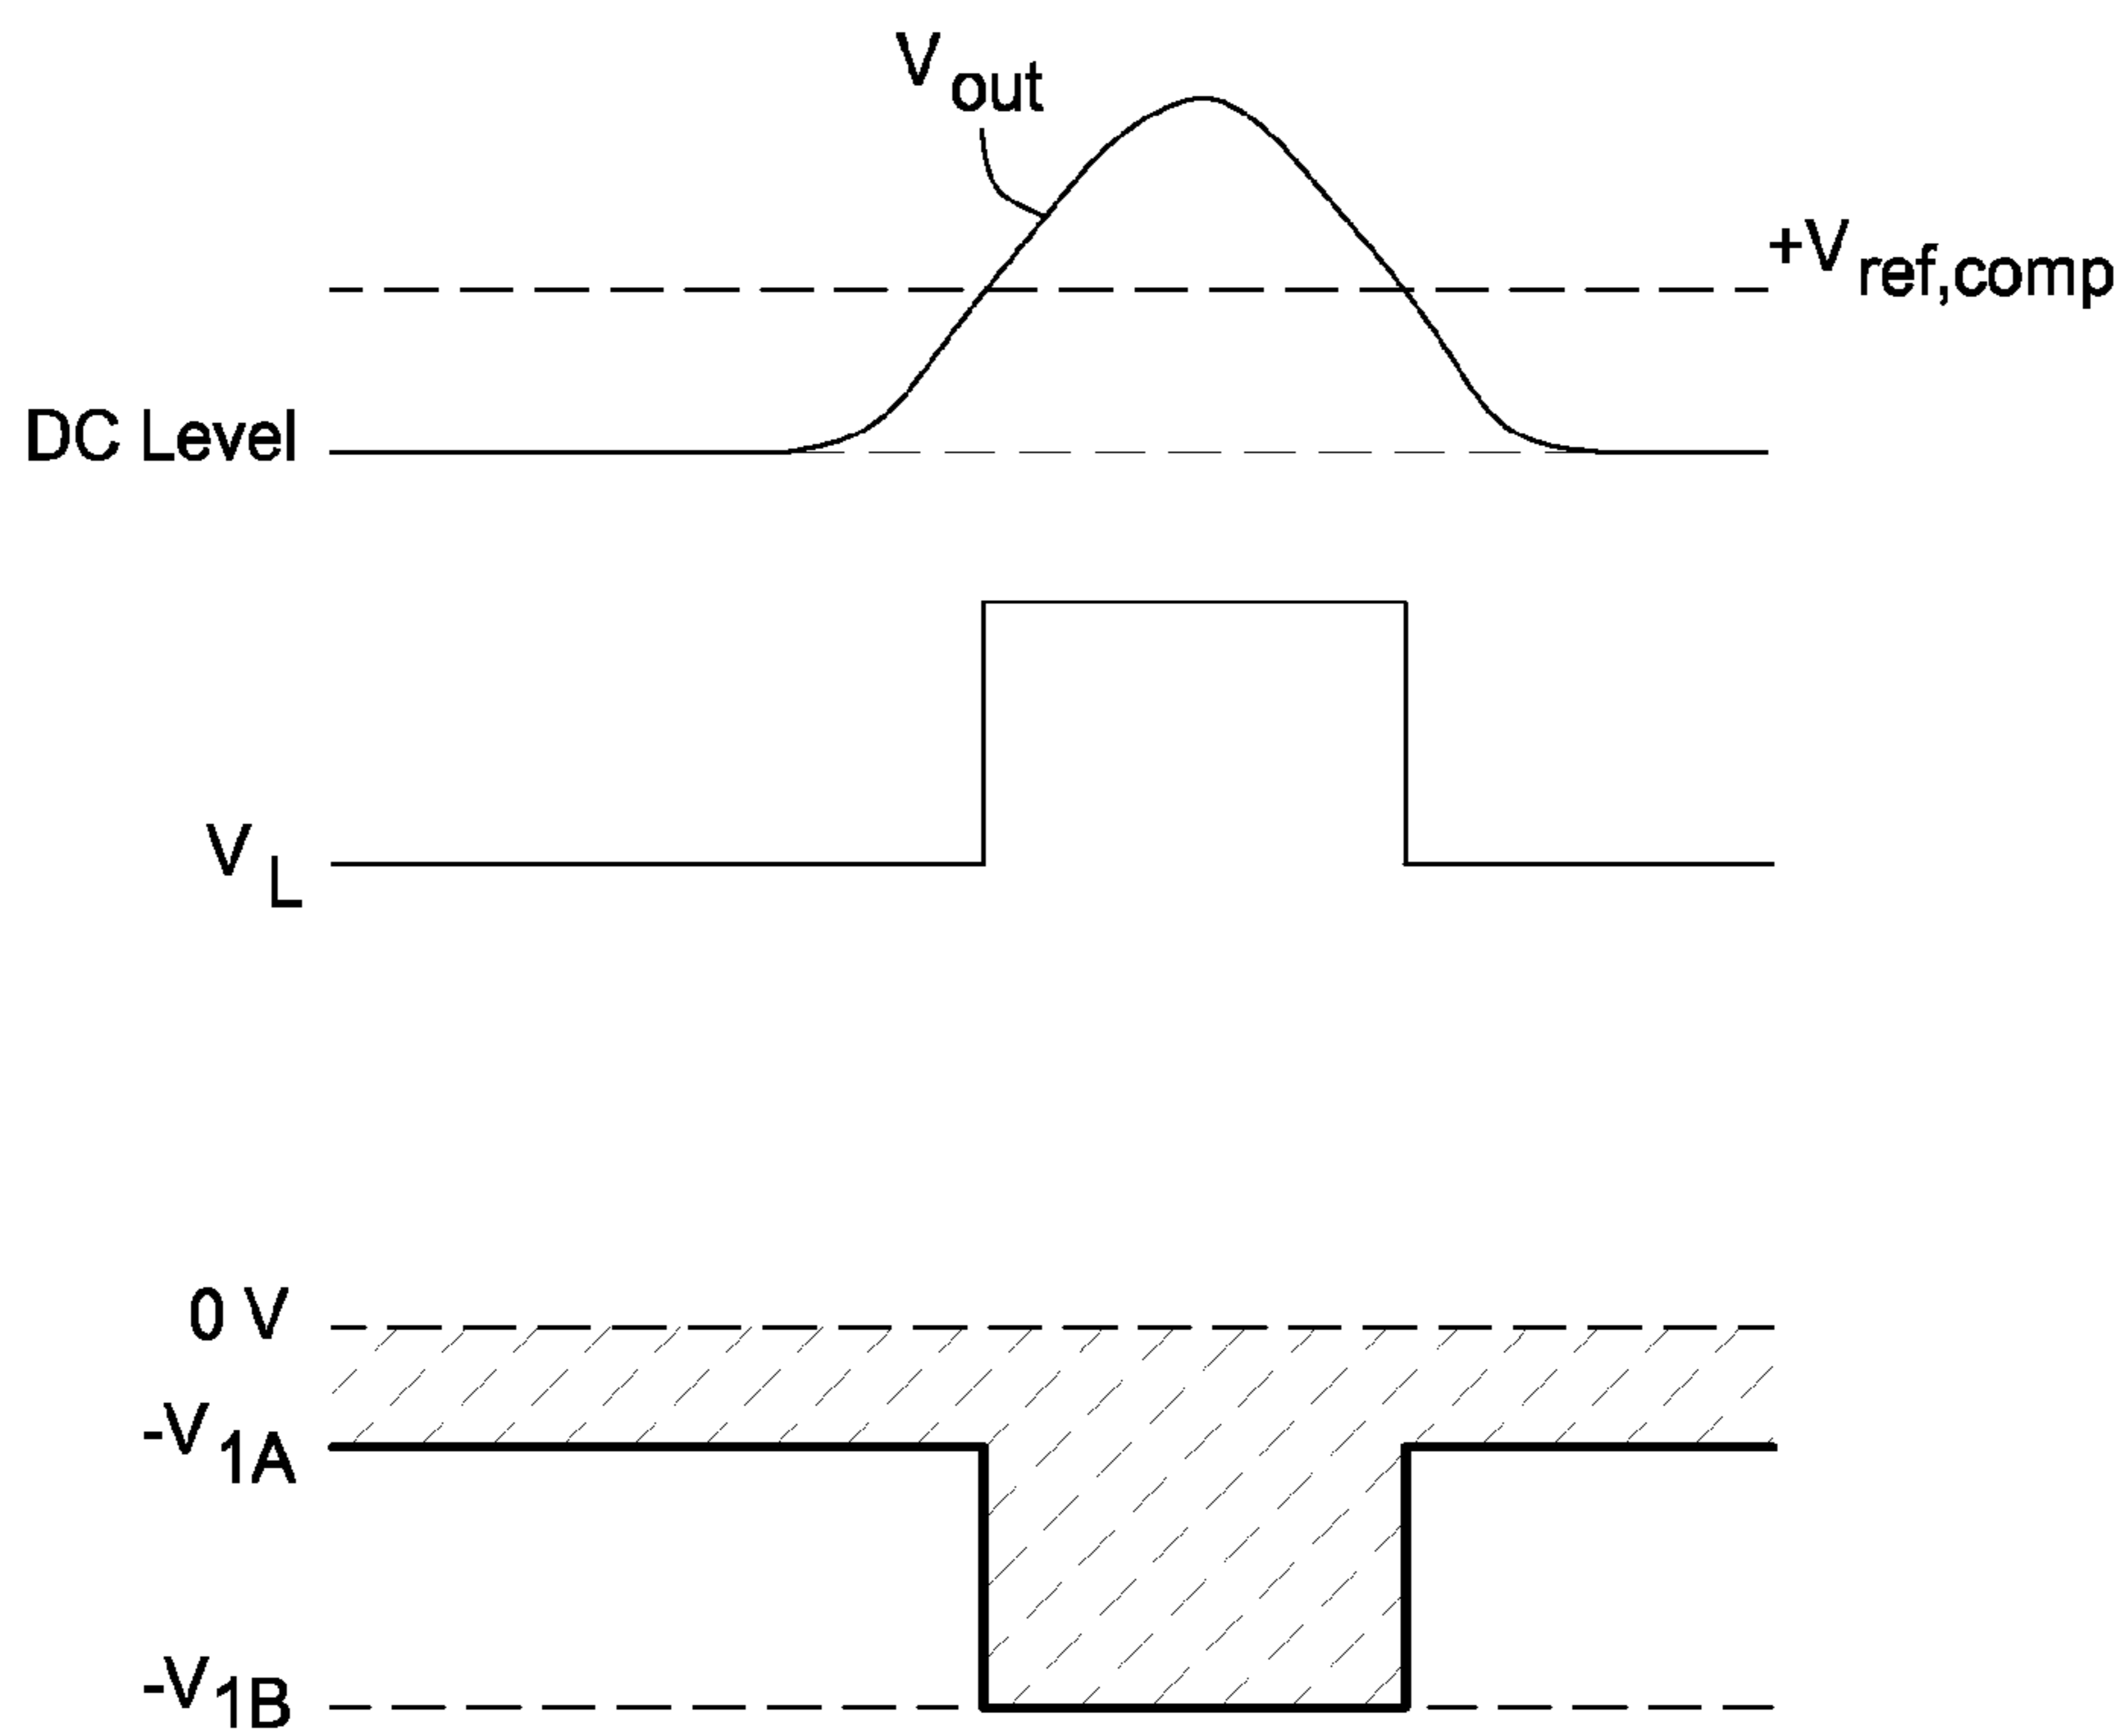 Vout
+Vref,comp
DC Level
VL
0 V
-V1A
-V1B